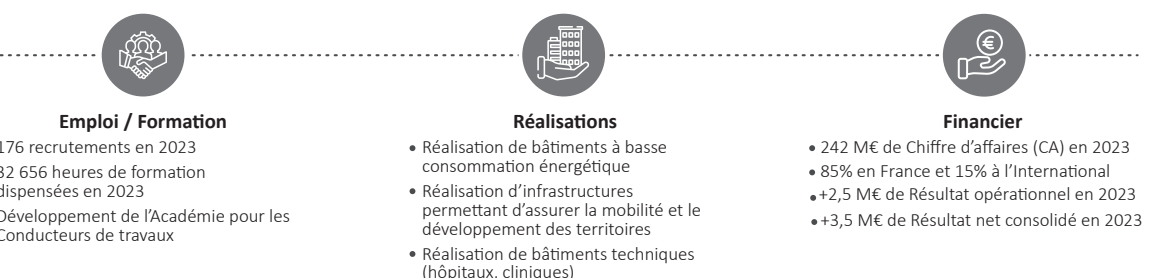 Emploi / Formation
176 recrutements en 2023
32 656 heures de formation
dispensées en 2023
Développement de l'Académie pour les
Conducteurs de travaux
Réalisations
• Réalisation de bâtiments à basse
consommation énergétique
• Réalisation d'infrastructures
permettant d'assurer la mobilité et le
développement des territoires
• Réalisation de bâtiments techniques
(hôpitaux, cliniques)
Financier
• 242 M€ de Chiffre d'affaires (CA) en 2023
• 85% en France et 15% à l'International
• +2,5 M€ de Résultat opérationnel en 2023
• +3,5 M€ de Résultat net consolidé en 2023